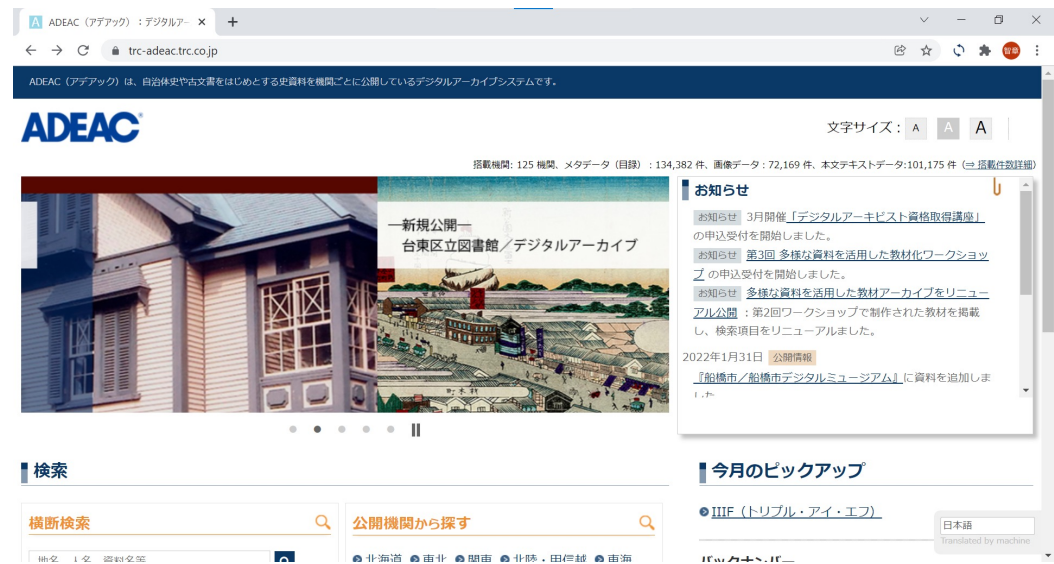 ADEAC（アデアック）：デジタルアー
trc-adeac.trc.co.jp
智章
ADEAC（アデアック）は、自治体史や古文書をはじめとする史資料を機関ごとに公開しているデジタルアーカイブシステムです。
ADEAC
文字サイズ： A A A
搭載機関: 125 機関、メタデータ（目録）：134,382 件、画像データ：72,169 件、本文テキストデータ:101,175 件（⇒ 搭載件数詳細）
―新規公開―
台東区立図書館／デジタルアーカイブ
お知らせ
お知らせ 3月開催「デジタルアーキビスト資格取得講座」
の申込受付を開始しました。
お知らせ 第3回 多様な資料を活用した教材化ワークショッ
プ の申込受付を開始しました。
お知らせ 多様な資料を活用した教材アーカイブをリニュー
アル公開 ：第2回ワークショップで制作された教材を掲載
し、検索項目をリニューアルました。
2022年1月31日 公開情報
『船橋市／船橋市デジタルミュージアム』に資料を追加しま
した
検索
今月のピックアップ
横断検索
公開機関から探す
IIIF（トリプル・アイ・エフ）
日本語
Translated by machine
地名、人名、資料名等
北海道 東北 関東 北陸・甲信越 東海
バックナンバー